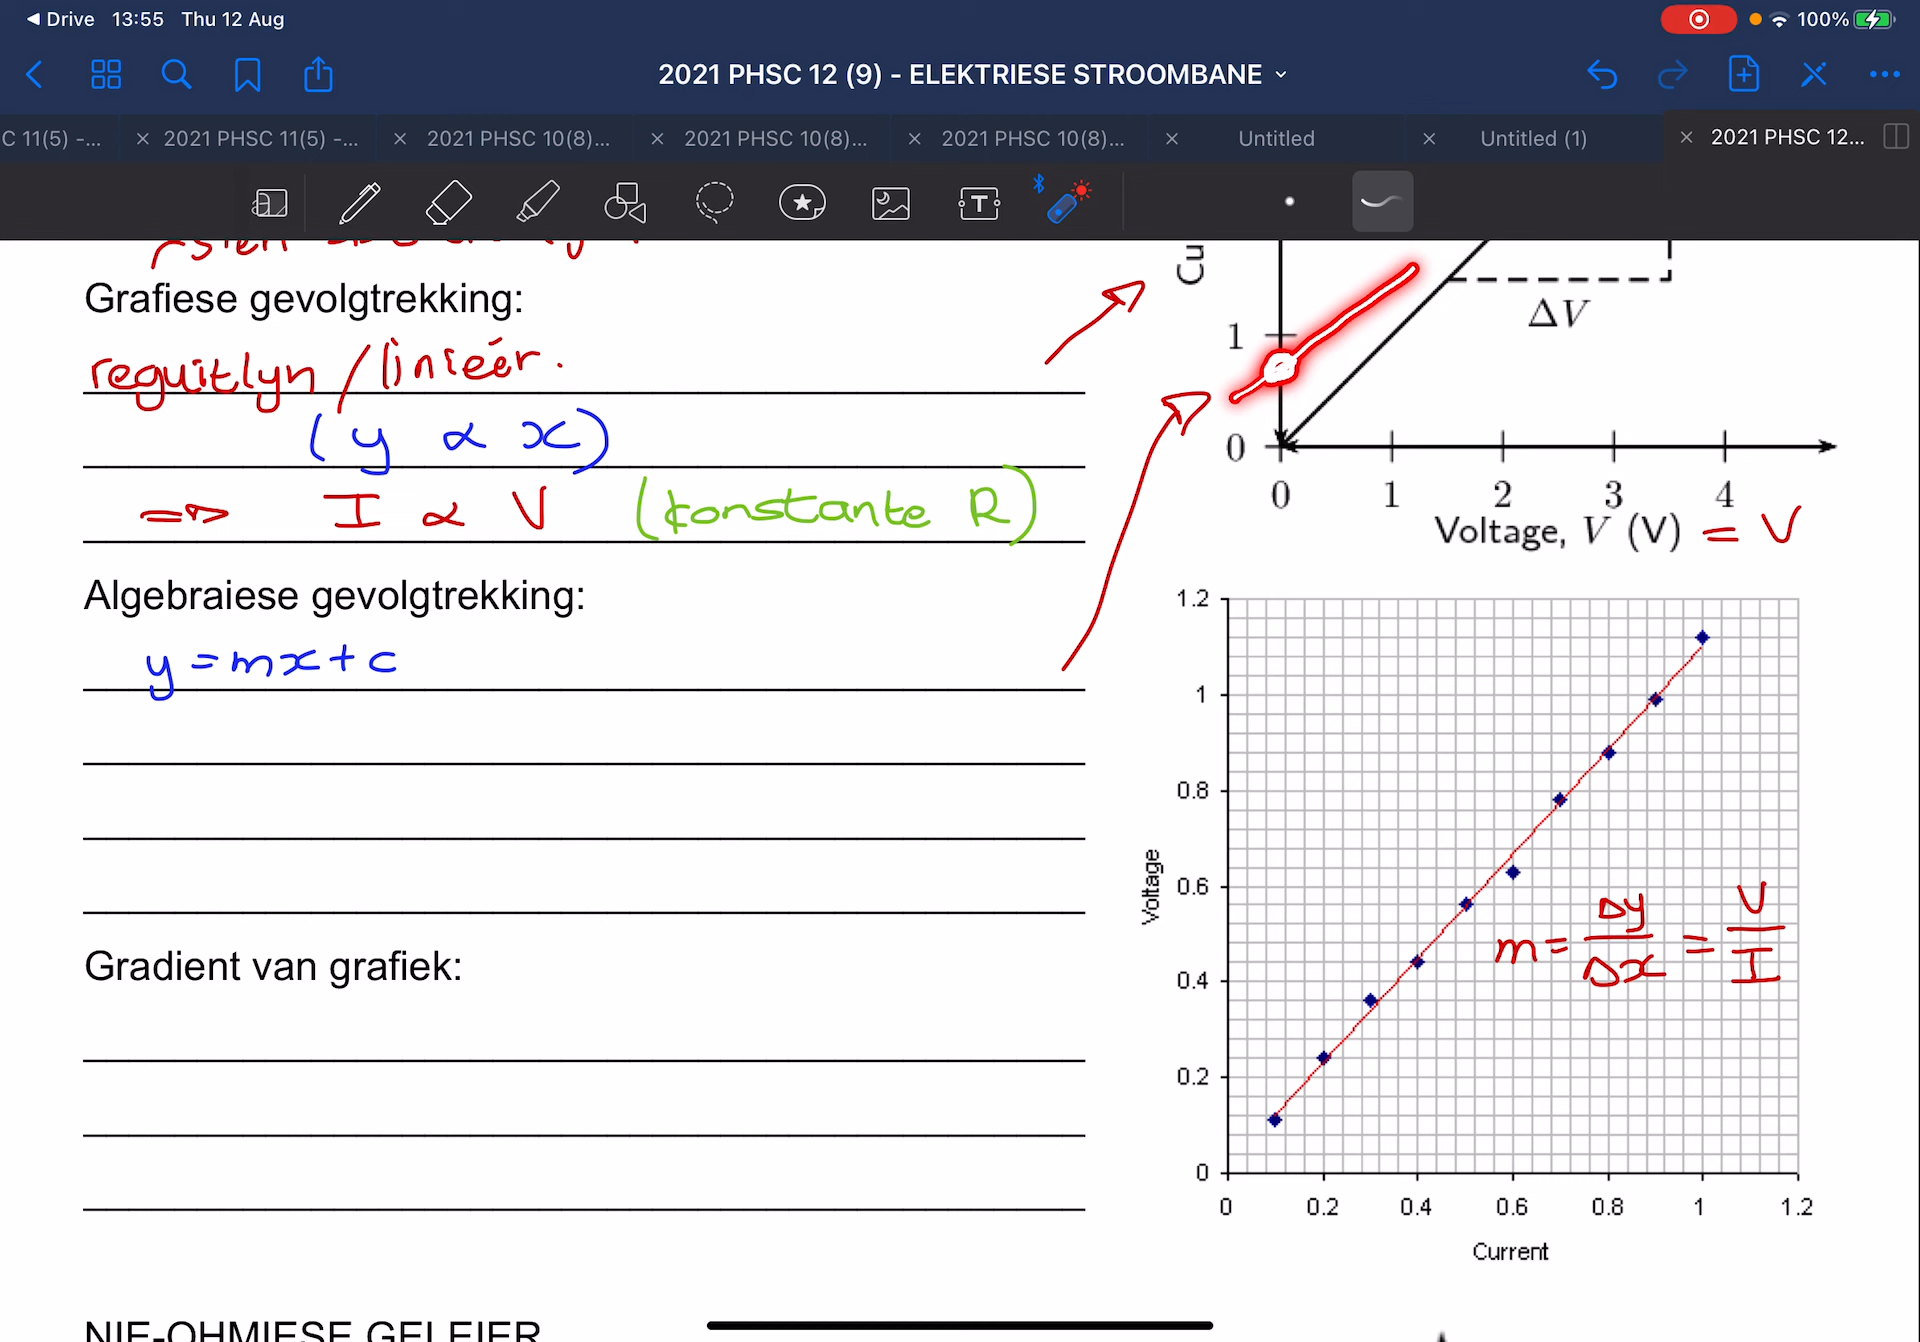 Drive 13:55 Thu 12 Aug 100%
2021 PHSC 12 (9) - ELEKTRIESE STROOMBANE
C 11(5) -... 2021 PHSC 11(5) -... 2021 PHSC 10(8)... 2021 PHSC 10(8)... 2021 PHSC 10(8)... Untitled Untitled (1) 2021 PHSC 12...
Grafiese gevolgtrekking:
reguitlyn / linieér.
(y ∝ x)
=> I ∝ V (konstante R)
Algebraiese gevolgtrekking:
y = mx + c
Gradient van grafiek:
NIE-OHMIESE GELEIER
Cu
ΔV
1
0
0 1 2 3 4
Voltage, V (V) = V
1.2
1
0.8
0.6
0.4
0.2
0
Voltage
m = Δy/Δx = V/I
0 0.2 0.4 0.6 0.8 1 1.2
Current